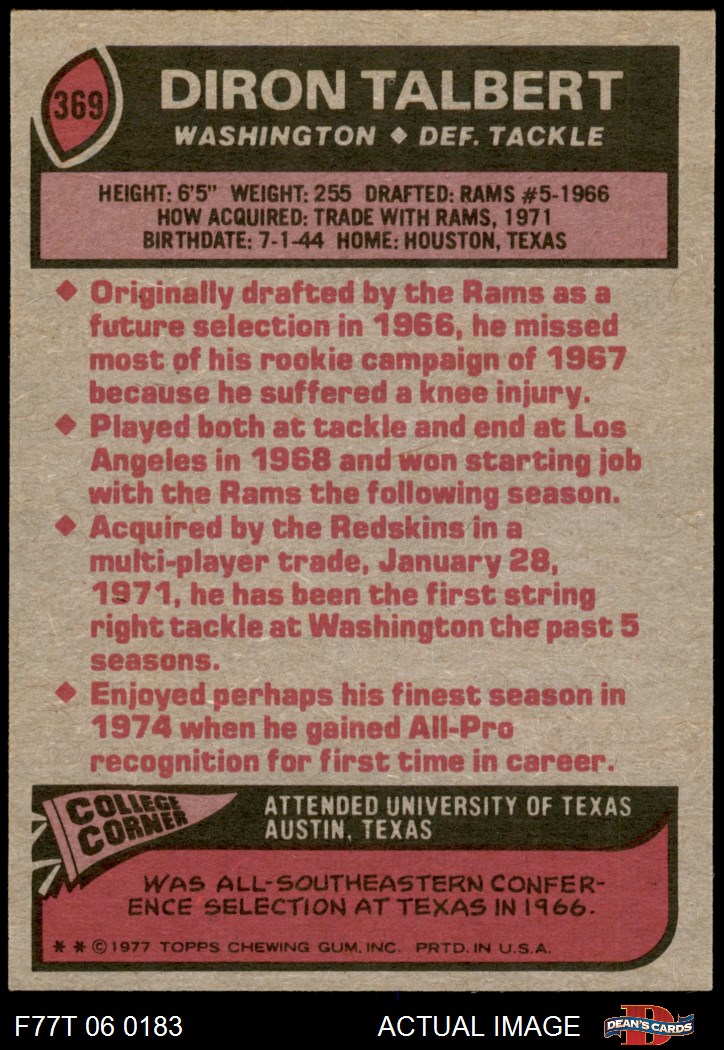 369
DIRON TALBERT
WASHINGTON ◆ DEF. TACKLE
HEIGHT: 6'5" WEIGHT: 255 DRAFTED: RAMS #5-1966
HOW ACQUIRED: TRADE WITH RAMS, 1971
BIRTHDATE: 7-1-44 HOME: HOUSTON, TEXAS
◆ Originally drafted by the Rams as a
future selection in 1966, he missed
most of his rookie campaign of 1967
because he suffered a knee injury.
◆ Played both at tackle and end at Los
Angeles in 1968 and won starting job
with the Rams the following season.
◆ Acquired by the Redskins in a
multi-player trade, January 28,
1971, he has been the first string
right tackle at Washington the past 5
seasons.
◆ Enjoyed perhaps his finest season in
1974 when he gained All-Pro
recognition for first time in career.
COLLEGE
CORNER
ATTENDED UNIVERSITY OF TEXAS
AUSTIN, TEXAS
WAS ALL-SOUTHEASTERN CONFER-
ENCE SELECTION AT TEXAS IN 1966.
* * © 1977 TOPPS CHEWING GUM, INC. PRTD. IN U.S.A.
F77T 06 0183
ACTUAL IMAGE
D
DEAN'S CARDS